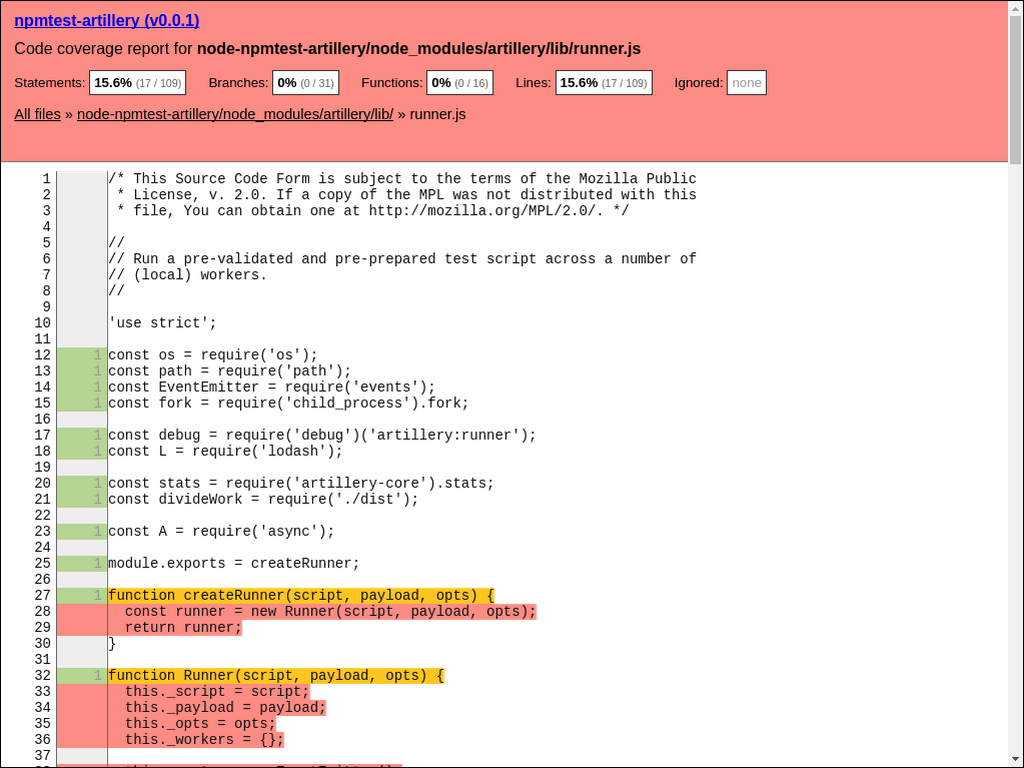 npmtest-artillery (v0.0.1)
Code coverage report for node-npmtest-artillery/node_modules/artillery/lib/runner.js
Statements: 15.6% (17 / 109) Branches: 0% (0 / 31) Functions: 0% (0 / 16) Lines: 15.6% (17 / 109) Ignored: none
All files » node-npmtest-artillery/node_modules/artillery/lib/ » runner.js
1 /* This Source Code Form is subject to the terms of the Mozilla Public
2  * License, v. 2.0. If a copy of the MPL was not distributed with this
3  * file, You can obtain one at http://mozilla.org/MPL/2.0/. */
4
5 //
6 // Run a pre-validated and pre-prepared test script across a number of
7 // (local) workers.
8 //
9
10 'use strict';
11
12 1 const os = require('os');
13 1 const path = require('path');
14 1 const EventEmitter = require('events');
15 1 const fork = require('child_process').fork;
16
17 1 const debug = require('debug')('artillery:runner');
18 1 const L = require('lodash');
19
20 1 const stats = require('artillery-core').stats;
21 1 const divideWork = require('./dist');
22
23 1 const A = require('async');
24
25 1 module.exports = createRunner;
26
27 1 function createRunner(script, payload, opts) {
28   const runner = new Runner(script, payload, opts);
29   return runner;
30 }
31
32 1 function Runner(script, payload, opts) {
33   this._script = script;
34   this._payload = payload;
35   this._opts = opts;
36   this._workers = {};
37